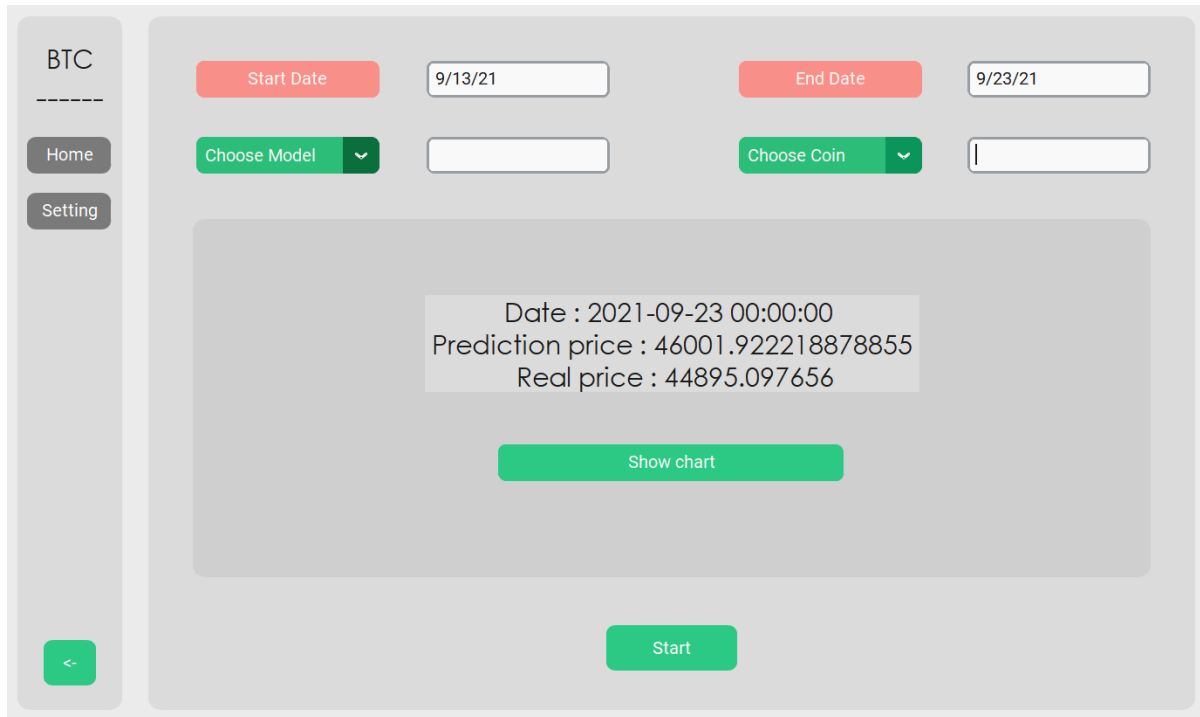 BTC
------
Home
Setting
<-
Start Date
9/13/21
End Date
9/23/21
Choose Model
Choose Coin
Date : 2021-09-23 00:00:00
Prediction price : 46001.922218878855
Real price : 44895.097656
Show chart
Start